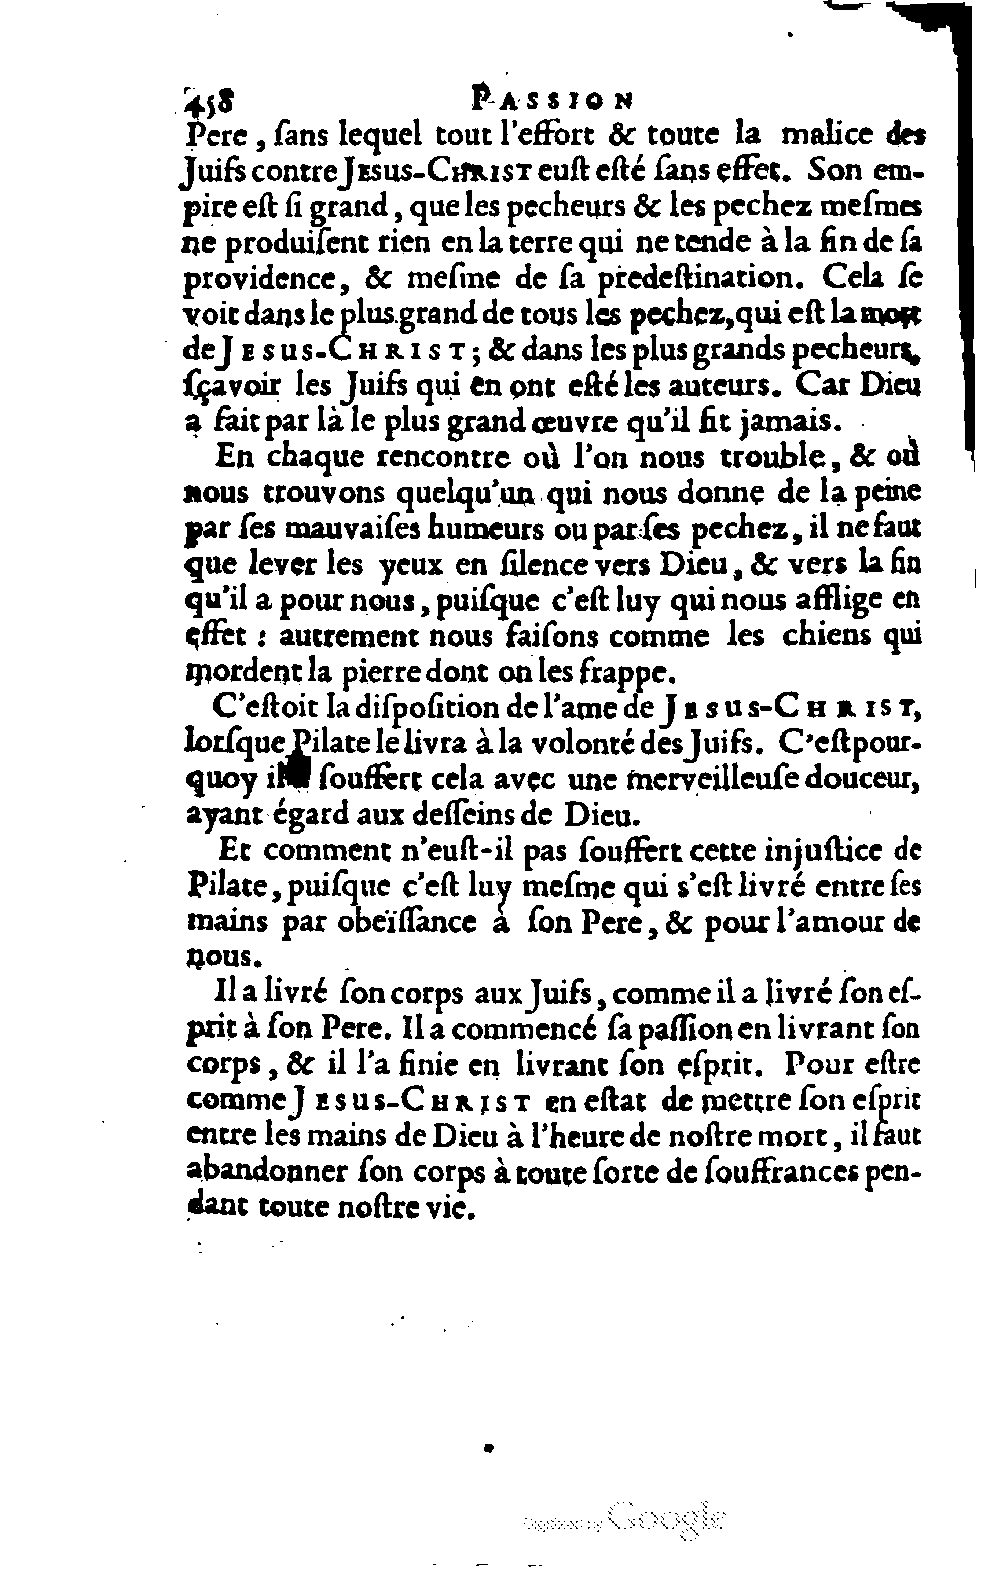 458 PASSION
Pere, ſans lequel tout l'effort & toute la malice des
Juifs contre JESUS-CHRIST euſt eſté ſans effet. Son em-
pire eſt ſi grand, que les pecheurs & les pechez meſmes
ne produiſent rien en la terre qui ne tende à la fin de ſa
providence, & meſme de ſa predeſtination. Cela ſe
voit dans le plus grand de tous les pechez, qui eſt la mort
de JESUS-CHRIST; & dans les plus grands pecheurs,
ſçavoir les Juifs qui en ont eſté les auteurs. Car Dieu
a fait par là le plus grand œuvre qu'il fit jamais.
En chaque rencontre où l'on nous trouble, & où
nous trouvons quelqu'un qui nous donne de la peine
par ſes mauvaiſes humeurs ou par ſes pechez, il ne faut
que lever les yeux en ſilence vers Dieu, & vers la fin
qu'il a pour nous, puiſque c'eſt luy qui nous afflige en
effet : autrement nous faiſons comme les chiens qui
mordent la pierre dont on les frappe.
C'eſtoit la diſpoſition de l'ame de JESUS-CHRIST,
lorſque Pilate le livra à la volonté des Juifs. C'eſt pour-
quoy il ſouffert cela avec une merveilleuſe douceur,
ayant égard aux deſſeins de Dieu.
Et comment n'euſt-il pas ſouffert cette injuſtice de
Pilate, puiſque c'eſt luy meſme qui s'eſt livré entre ſes
mains par obeïſſance à ſon Pere, & pour l'amour de
nous.
Il a livré ſon corps aux Juifs, comme il a livré ſon eſ-
prit à ſon Pere. Il a commencé ſa paſſion en livrant ſon
corps, & il l'a finie en livrant ſon eſprit. Pour eſtre
comme JESUS-CHRIST en eſtat de mettre ſon eſprit
entre les mains de Dieu à l'heure de noſtre mort, il faut
abandonner ſon corps à toute ſorte de ſouffrances pen-
dant toute noſtre vie.
Digitized by Google